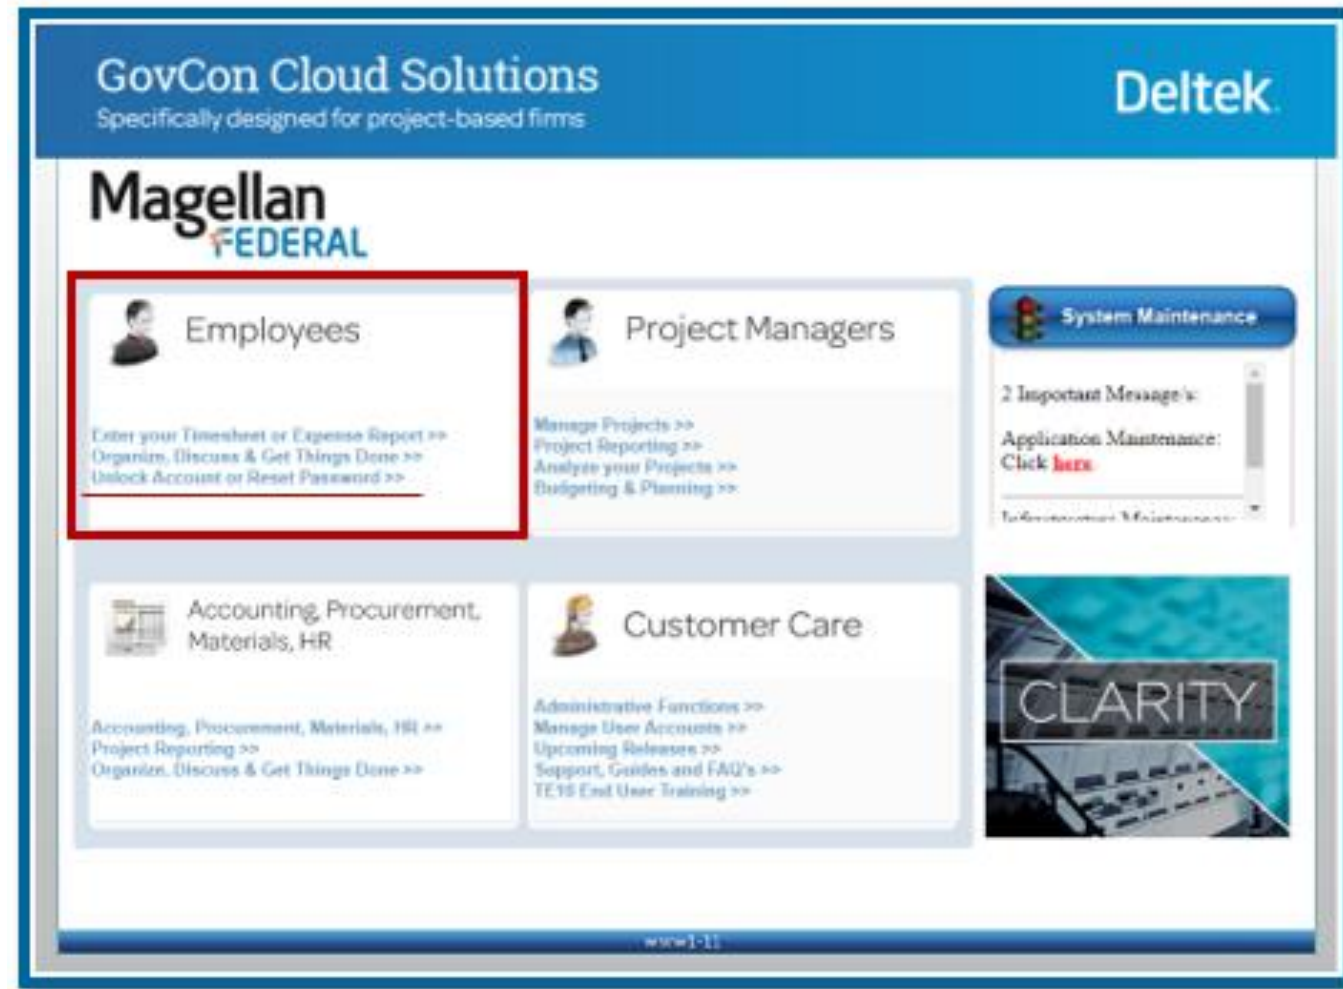 GovCon Cloud Solutions
Specifically designed for project-based firms
Deltek
Magellan
FEDERAL
Employees
Enter your Timesheet or Expense Report >>
Organize, Discuss & Get Things Done >>
Unlock Account or Reset Password >>
Project Managers
Manage Projects >>
Project Reporting >>
Analyze your Projects >>
Budgeting & Planning >>
System Maintenance
2 Important Message/s:
Application Maintenance:
Click here.
Infrastructure Maintenance:
Accounting, Procurement,
Materials, HR
Accounting, Procurement, Materials, HR >>
Project Reporting >>
Organize, Discuss & Get Things Done >>
Customer Care
Administrative Functions >>
Manage User Accounts >>
Upcoming Releases >>
Support, Guides and FAQ's >>
TE10 End User Training >>
CLARITY